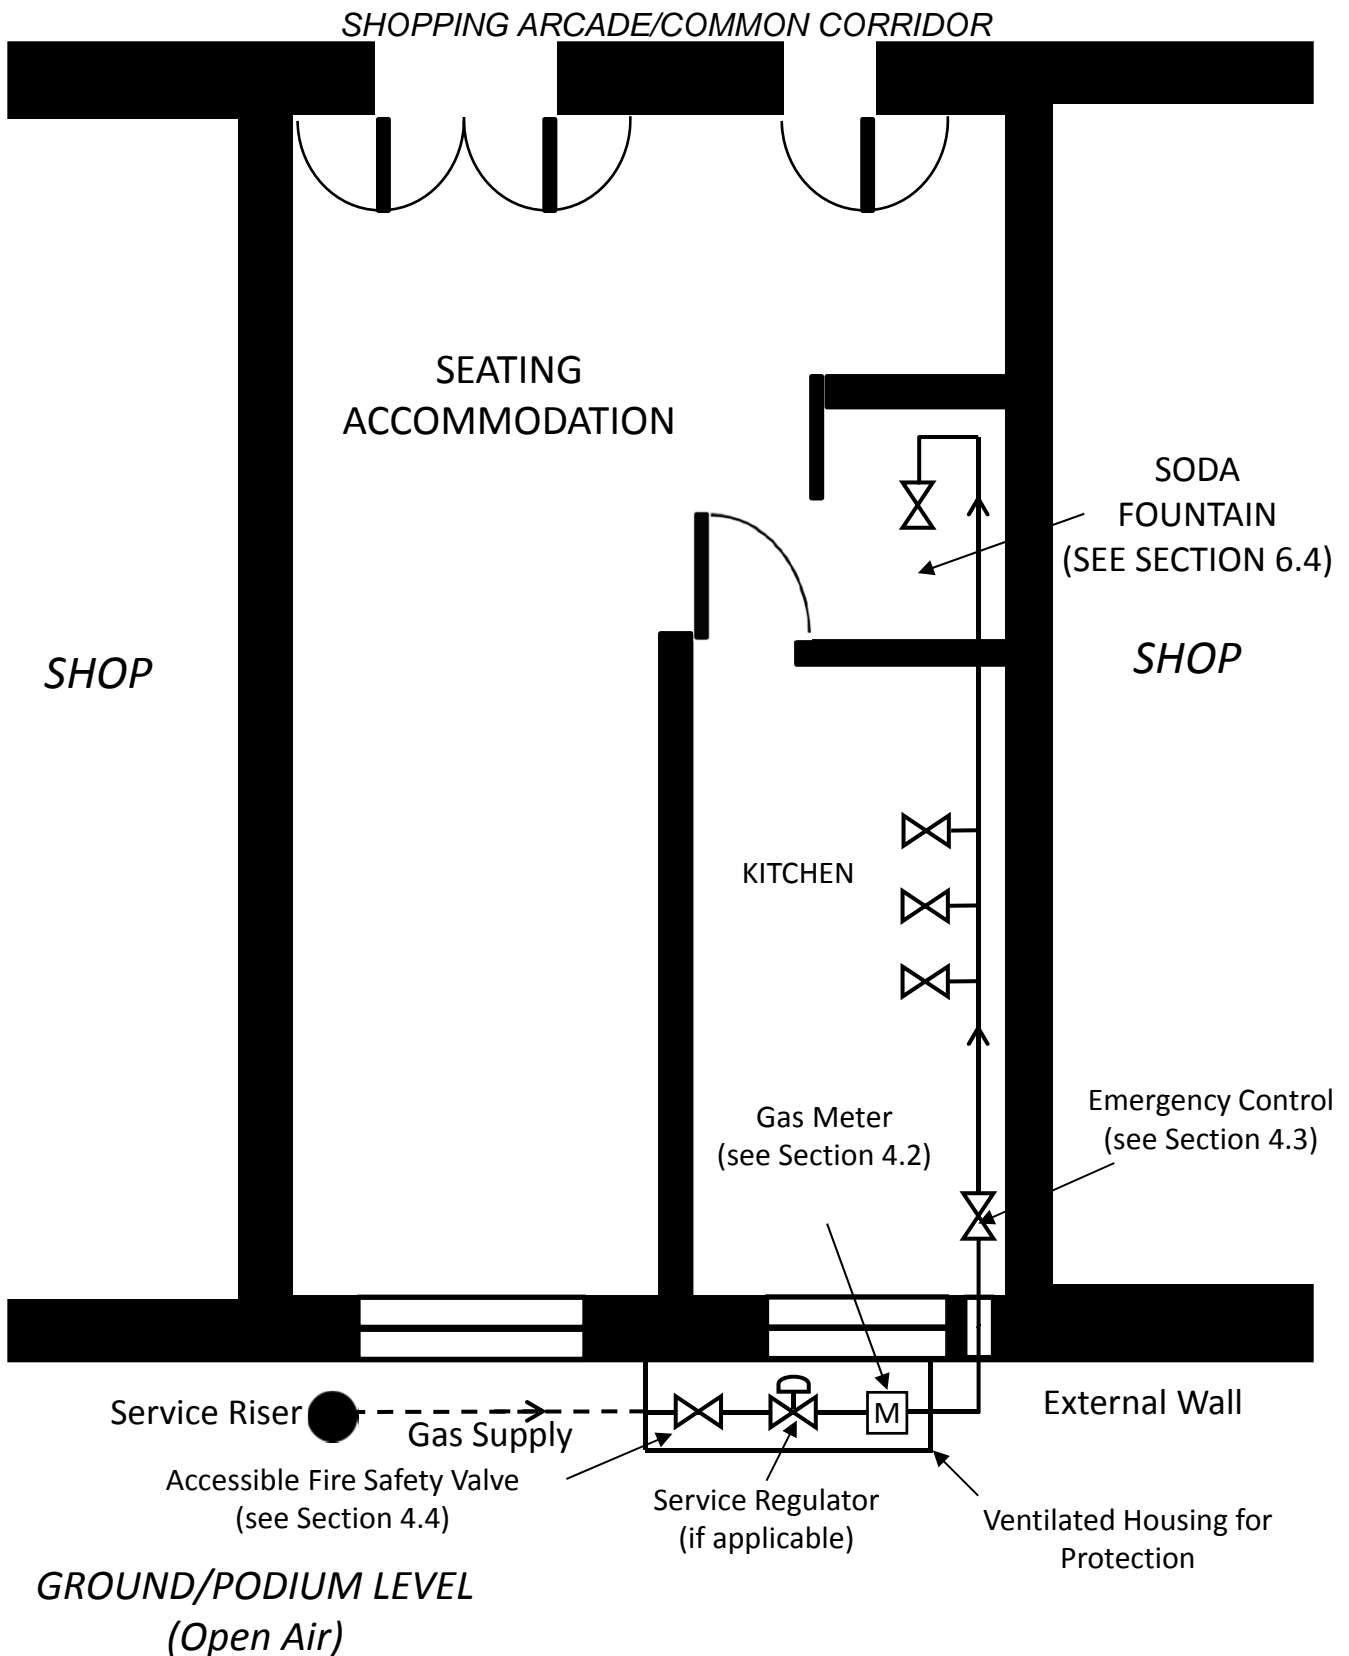 SHOPPING ARCADE/COMMON CORRIDOR
SEATING
ACCOMMODATION
SODA
FOUNTAIN
(SEE SECTION 6.4)
SHOP
SHOP
KITCHEN
Gas Meter
(see Section 4.2)
Emergency Control
(see Section 4.3)
Service Riser
Gas Supply
M
External Wall
Accessible Fire Safety Valve
(see Section 4.4)
Service Regulator
(if applicable)
Ventilated Housing for
Protection
GROUND/PODIUM LEVEL
(Open Air)